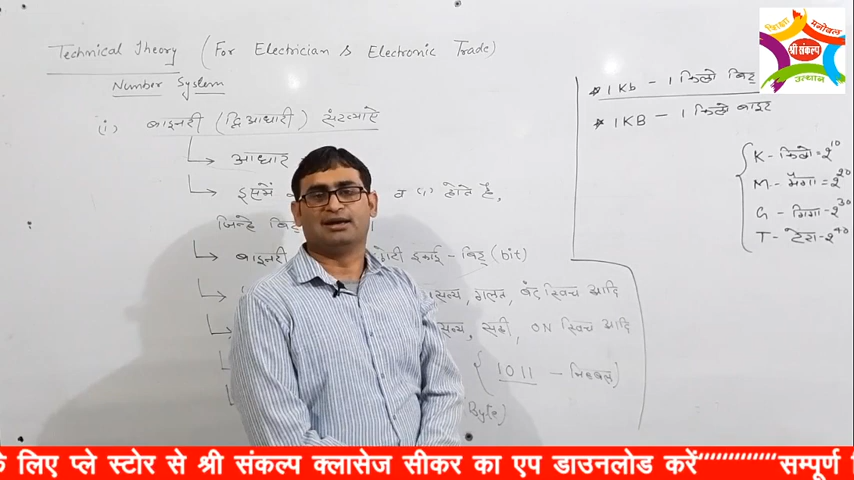 Technical Theory (For Electrician & Electronic Trade)
Number System
(i) बाइनरी (द्विआधारी) संख्याएं
आधार
इसमें व (1) होते है,
जिन्हे
बाइनरी इकाई - बिट् (bit)
गलत, बंद स्विच आदि
सत्य, सही, ON स्विच आदि
1011 - निब्बल
Byte)
* 1 Kb - 1 किलो बिट्
* 1 KB - 1 किलो बाइट
K - किलो = 2^10
M - मेगा = 2^20
G - गिगा - 2^30
T - टेरा - 2^40
शिक्षा मनोबल
श्री संकल्प
उत्थान
के लिए प्ले स्टोर से श्री संकल्प क्लासेज सीकर का एप डाउनलोड करें''''''''''''''सम्पूर्ण